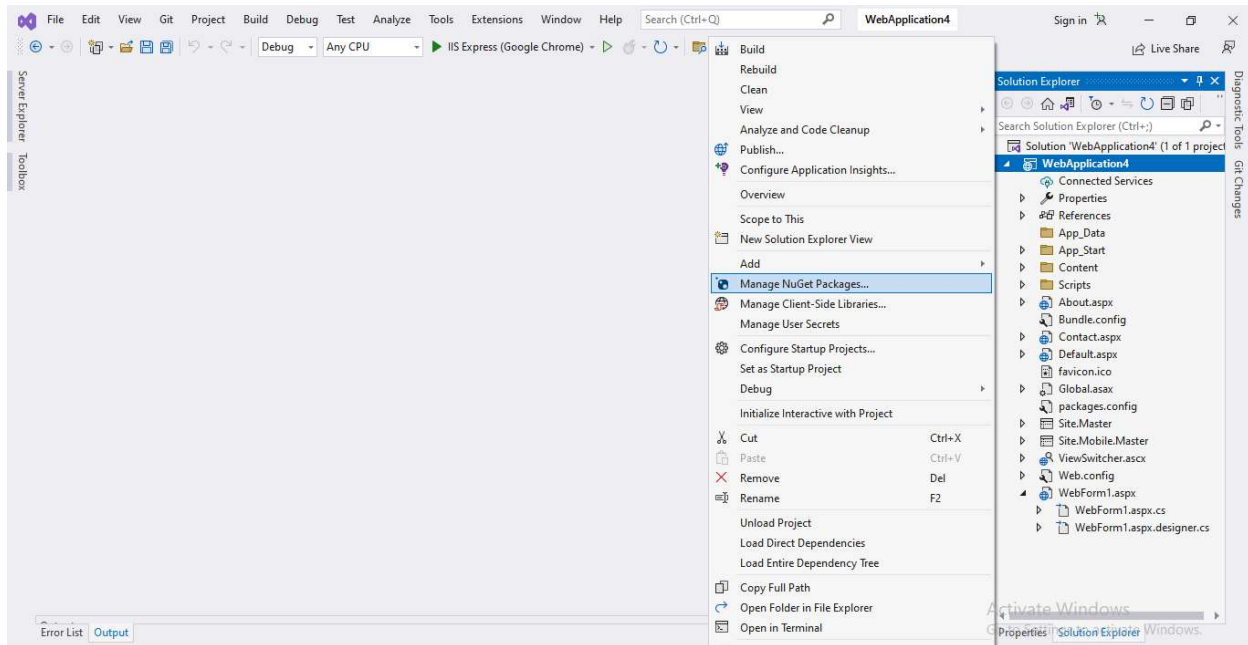 File Edit View Git Project Build Debug Test Analyze Tools Extensions Window Help Search (Ctrl+Q) WebApplication4 Sign in
Debug Any CPU IIS Express (Google Chrome) Live Share
Server Explorer
Toolbox
Build
Rebuild
Clean
View
Analyze and Code Cleanup
Publish...
Configure Application Insights...
Overview
Scope to This
New Solution Explorer View
Add
Manage NuGet Packages...
Manage Client-Side Libraries...
Manage User Secrets
Configure Startup Projects...
Set as Startup Project
Debug
Initialize Interactive with Project
Cut Ctrl+X
Paste Ctrl+V
Remove Del
Rename F2
Unload Project
Load Direct Dependencies
Load Entire Dependency Tree
Copy Full Path
Open Folder in File Explorer
Open in Terminal
Solution Explorer
Search Solution Explorer (Ctrl+;)
Solution 'WebApplication4' (1 of 1 project
WebApplication4
Connected Services
Properties
References
App_Data
App_Start
Content
Scripts
About.aspx
Bundle.config
Contact.aspx
Default.aspx
favicon.ico
Global.asax
packages.config
Site.Master
Site.Mobile.Master
ViewSwitcher.ascx
Web.config
WebForm1.aspx
WebForm1.aspx.cs
WebForm1.aspx.designer.cs
Diagnostic Tools
Git Changes
Activate Windows
Windows.
Properties Solution Explorer
Error List Output